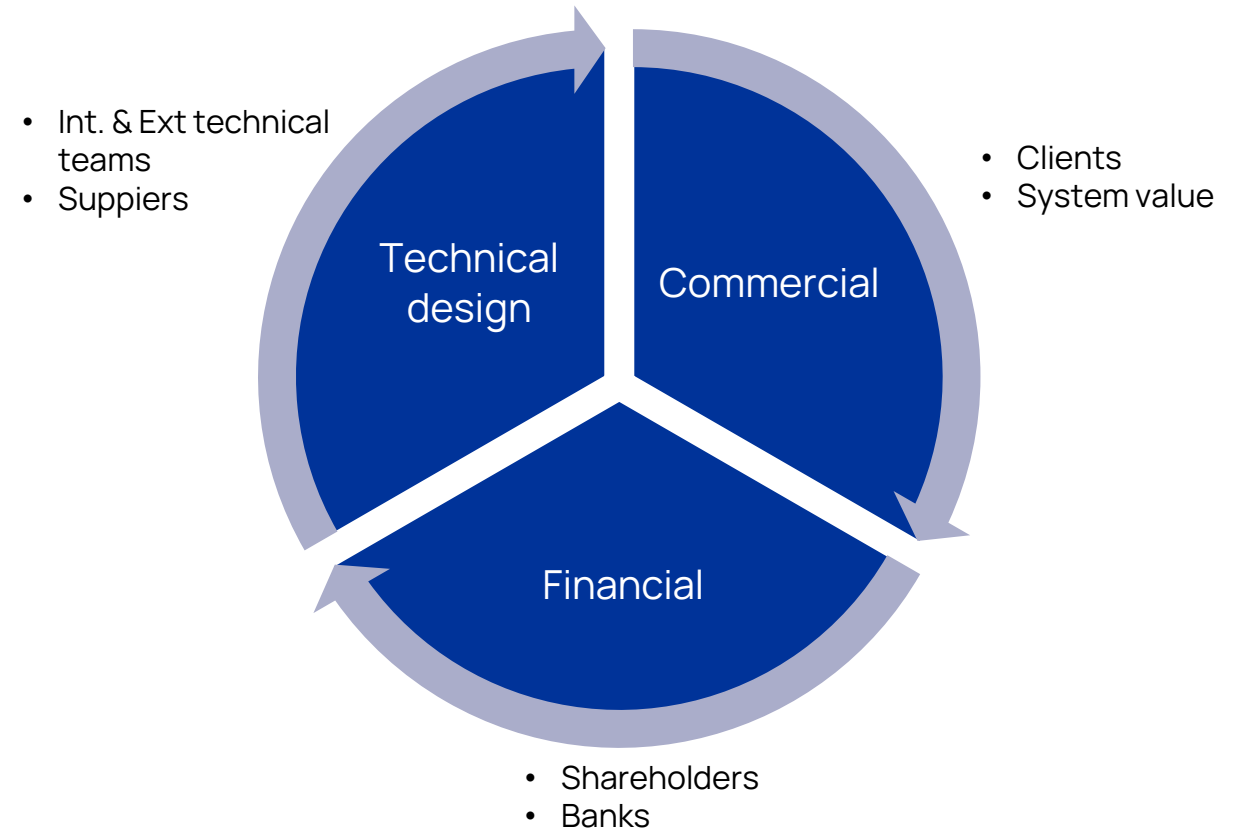 • Int. & Ext technical
teams
• Suppiers
Technical
design
Commercial
• Clients
• System value
Financial
• Shareholders
• Banks